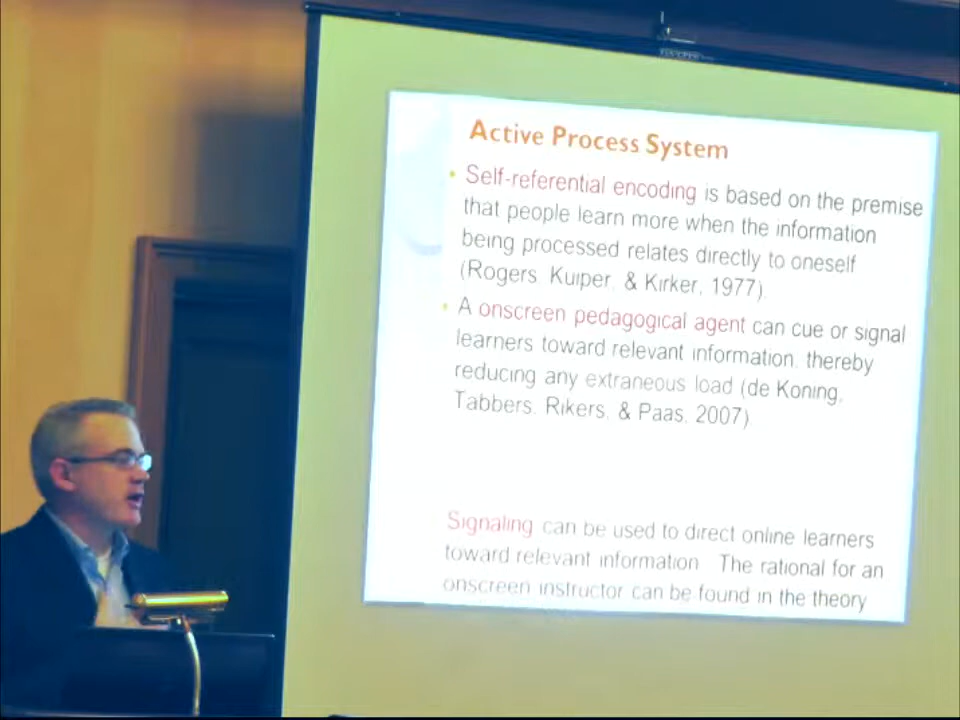 Active Process System
• Self-referential encoding is based on the premise
that people learn more when the information
being processed relates directly to oneself
(Rogers, Kuiper, & Kirker, 1977).
• A onscreen pedagogical agent can cue or signal
learners toward relevant information, thereby
reducing any extraneous load (de Koning,
Tabbers, Rikers, & Paas, 2007).
Signaling can be used to direct online learners
toward relevant information. The rational for an
onscreen instructor can be found in the theory